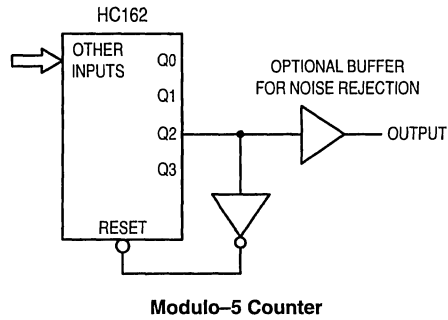 HC162
OTHER
INPUTS
Q0
Q1
Q2
Q3
RESET
OPTIONAL BUFFER
FOR NOISE REJECTION
OUTPUT
Modulo–5 Counter